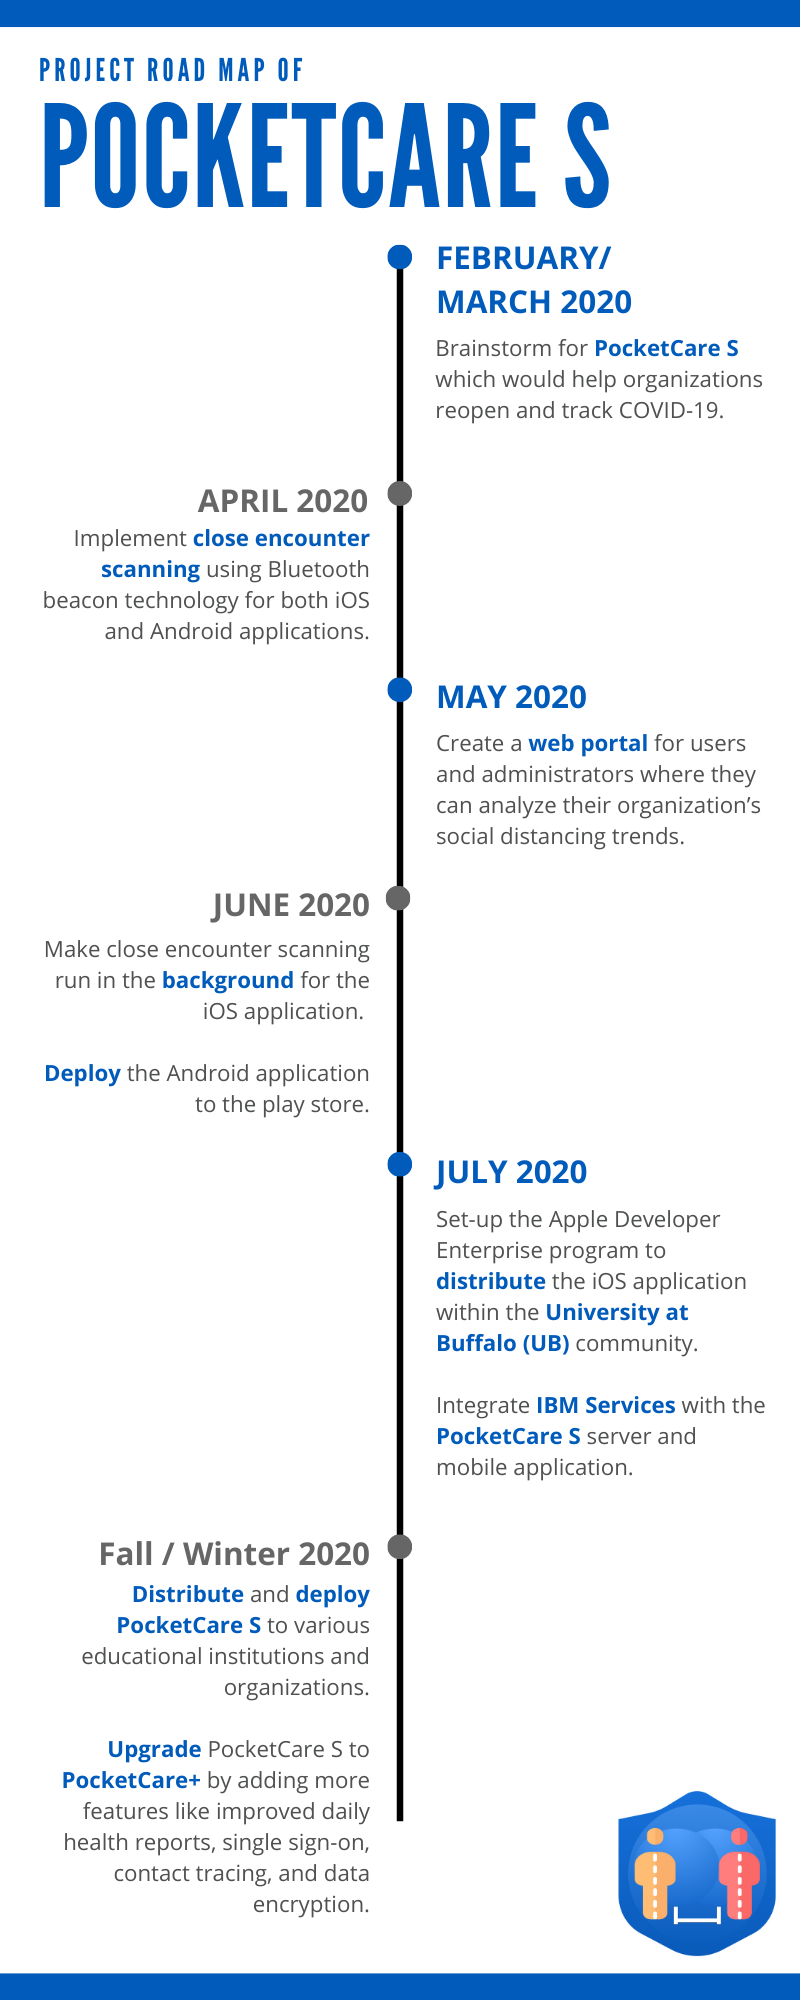 PROJECT ROAD MAP OF
POCKETCARE S
FEBRUARY/
MARCH 2020
Brainstorm for PocketCare S
which would help organizations
reopen and track COVID-19.
APRIL 2020
Implement close encounter
scanning using Bluetooth
beacon technology for both iOS
and Android applications.
MAY 2020
Create a web portal for users
and administrators where they
can analyze their organization’s
social distancing trends.
JUNE 2020
Make close encounter scanning
run in the background for the
iOS application.
Deploy the Android application
to the play store.
JULY 2020
Set-up the Apple Developer
Enterprise program to
distribute the iOS application
within the University at
Buffalo (UB) community.
Integrate IBM Services with the
PocketCare S server and
mobile application.
Fall / Winter 2020
Distribute and deploy
PocketCare S to various
educational institutions and
organizations.
Upgrade PocketCare S to
PocketCare+ by adding more
features like improved daily
health reports, single sign-on,
contact tracing, and data
encryption.